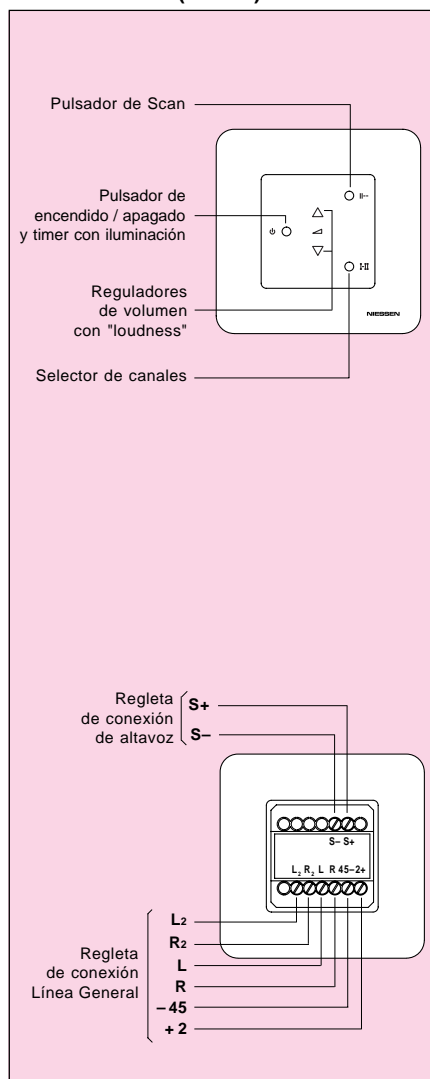 Pulsador de Scan
Pulsador de
encendido / apagado
y timer con iluminación
Reguladores
de volumen
con "loudness"
Selector de canales
I-II
NIESSEN
Regleta
de conexión
de altavoz
S+
S–
S– S+
L2 R2 L R 45–2+
Regleta
de conexión
Línea General
L2
R2
L
R
– 45
+ 2